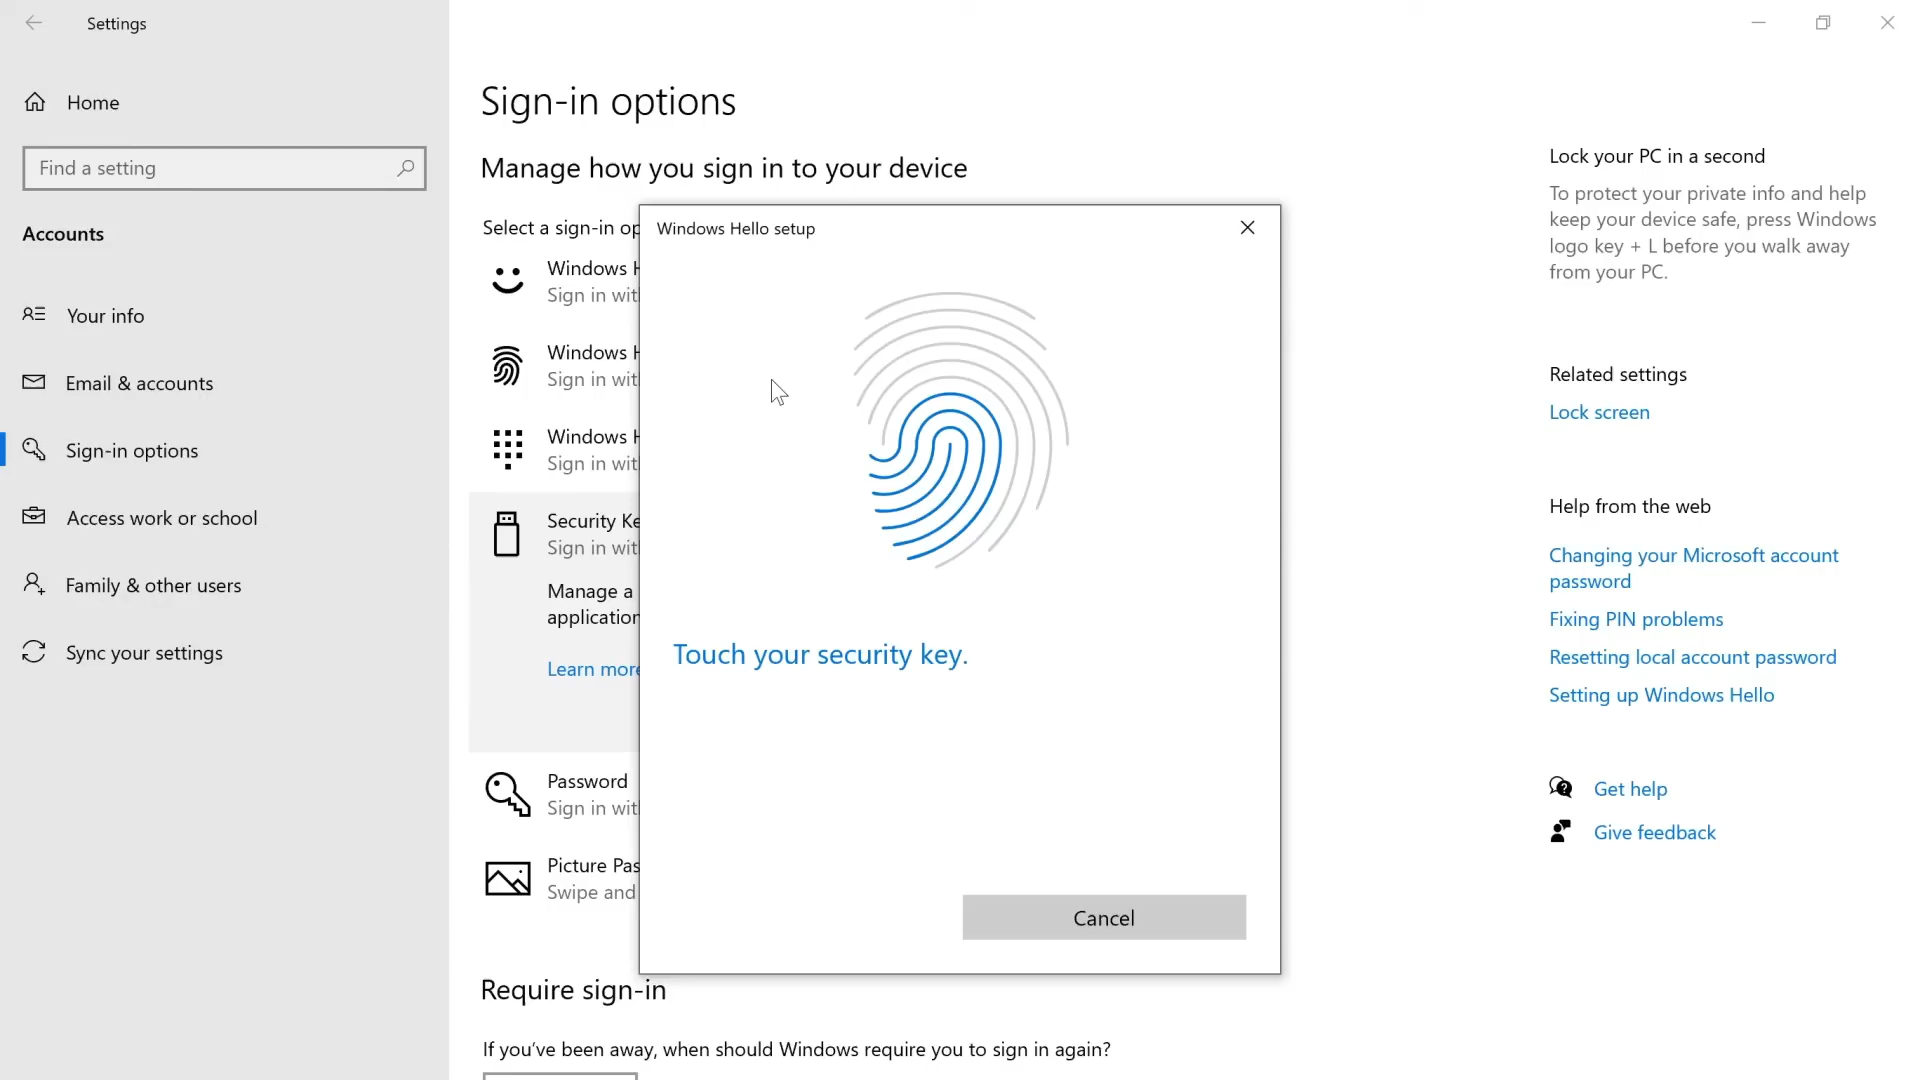 Settings
Home
Find a setting
Accounts
Your info
Email & accounts
Sign-in options
Access work or school
Family & other users
Sync your settings
Sign-in options
Manage how you sign in to your device
Select a sign-in op
Windows H
Sign in wit
Windows H
Sign in wit
Windows H
Sign in wit
Security Ke
Sign in wit
Manage a
application
Learn more
Password
Sign in wit
Picture Pas
Swipe and
Require sign-in
If you've been away, when should Windows require you to sign in again?
Windows Hello setup
Touch your security key.
Cancel
Lock your PC in a second
To protect your private info and help
keep your device safe, press Windows
logo key + L before you walk away
from your PC.
Related settings
Lock screen
Help from the web
Changing your Microsoft account
password
Fixing PIN problems
Resetting local account password
Setting up Windows Hello
Get help
Give feedback